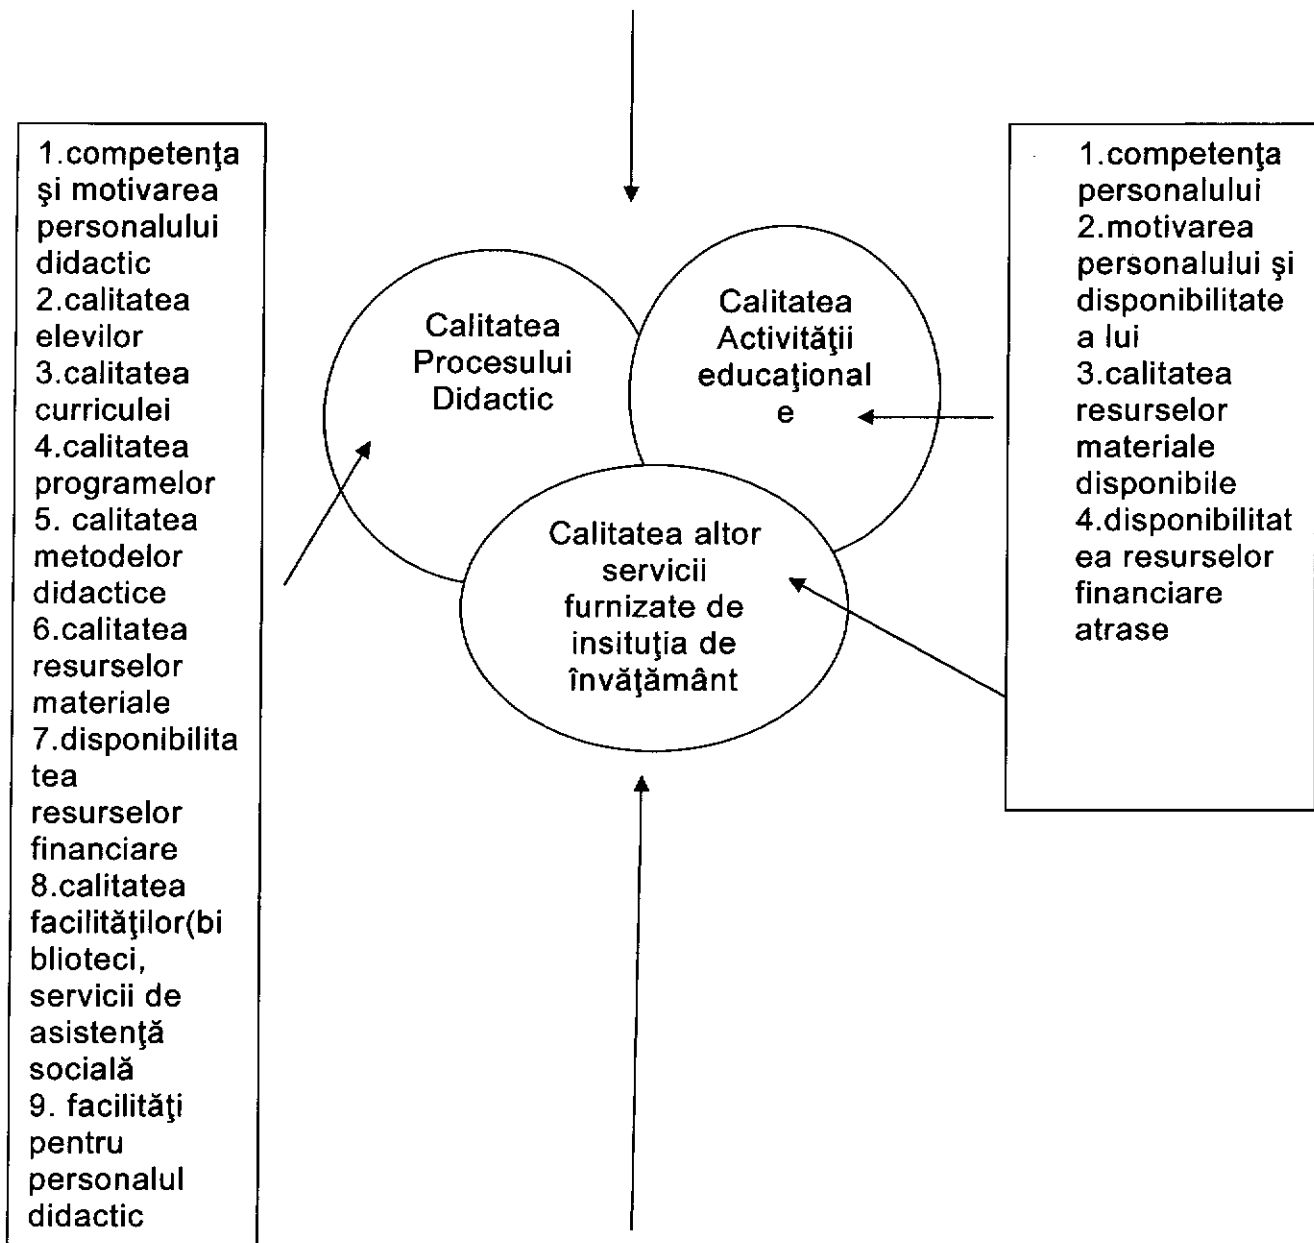 1.competenţa
şi motivarea
personalului
didactic
2.calitatea
elevilor
3.calitatea
curriculei
4.calitatea
programelor
5. calitatea
metodelor
didactice
6.calitatea
resurselor
materiale
7.disponibilita
tea
resurselor
financiare
8.calitatea
facilităţilor(bi
blioteci,
servicii de
asistenţă
socială
9. facilităţi
pentru
personalul
didactic
Calitatea
Procesului
Didactic
Calitatea
Activităţii
educaţional
e
Calitatea altor
servicii
furnizate de
insituţia de
învăţământ
1.competenţa
personalului
2.motivarea
personalului şi
disponibilitate
a lui
3.calitatea
resurselor
materiale
disponibile
4.disponibilitat
ea resurselor
financiare
atrase